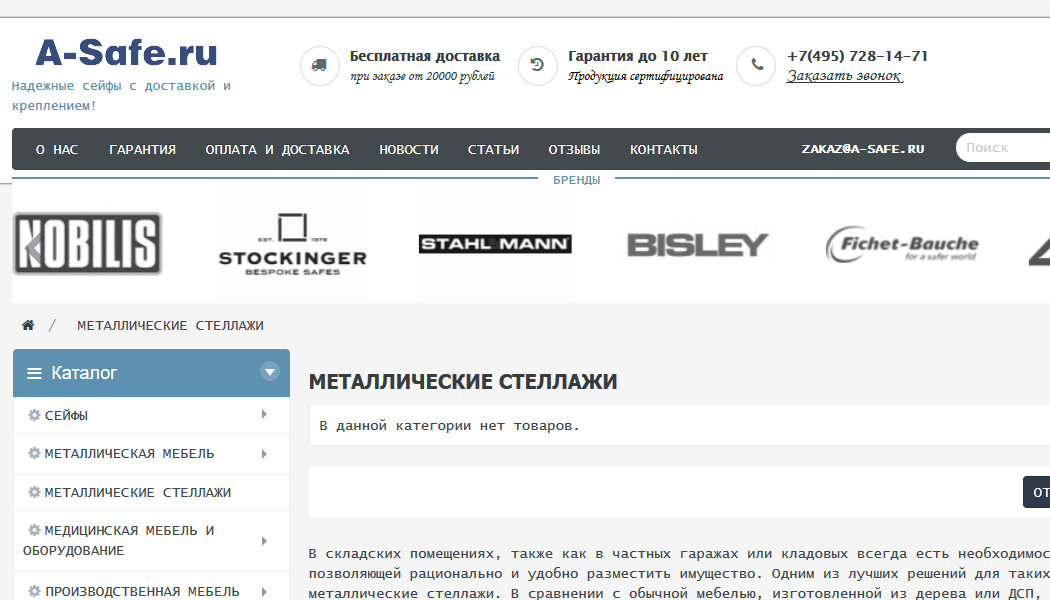 A-Safe.ru
Надежные сейфы с доставкой и
креплением!
Бесплатная доставка
при заказе от 20000 рублей
Гарантия до 10 лет
Продукция сертифицирована
+7(495) 728-14-71
Заказать звонок
О НАС ГАРАНТИЯ ОПЛАТА И ДОСТАВКА НОВОСТИ СТАТЬИ ОТЗЫВЫ КОНТАКТЫ ZAKAZ@A-SAFE.RU Поиск
БРЕНДЫ
NOBILIS
EST. 1879
STOCKINGER
BESPOKE SAFES
STAHL MANN
BISLEY
Fichet-Bauche
for a safer world
/ МЕТАЛЛИЧЕСКИЕ СТЕЛЛАЖИ
Каталог
СЕЙФЫ
МЕТАЛЛИЧЕСКАЯ МЕБЕЛЬ
МЕТАЛЛИЧЕСКИЕ СТЕЛЛАЖИ
МЕДИЦИНСКАЯ МЕБЕЛЬ И
ОБОРУДОВАНИЕ
ПРОИЗВОДСТВЕННАЯ МЕБЕЛЬ
МЕТАЛЛИЧЕСКИЕ СТЕЛЛАЖИ
В данной категории нет товаров.
ОТ
В складских помещениях, также как в частных гаражах или кладовых всегда есть необходимос
позволяющей рационально и удобно разместить имущество. Одним из лучших решений для таких
металлические стеллажи. В сравнении с обычной мебелью, изготовленной из дерева или ДСП,